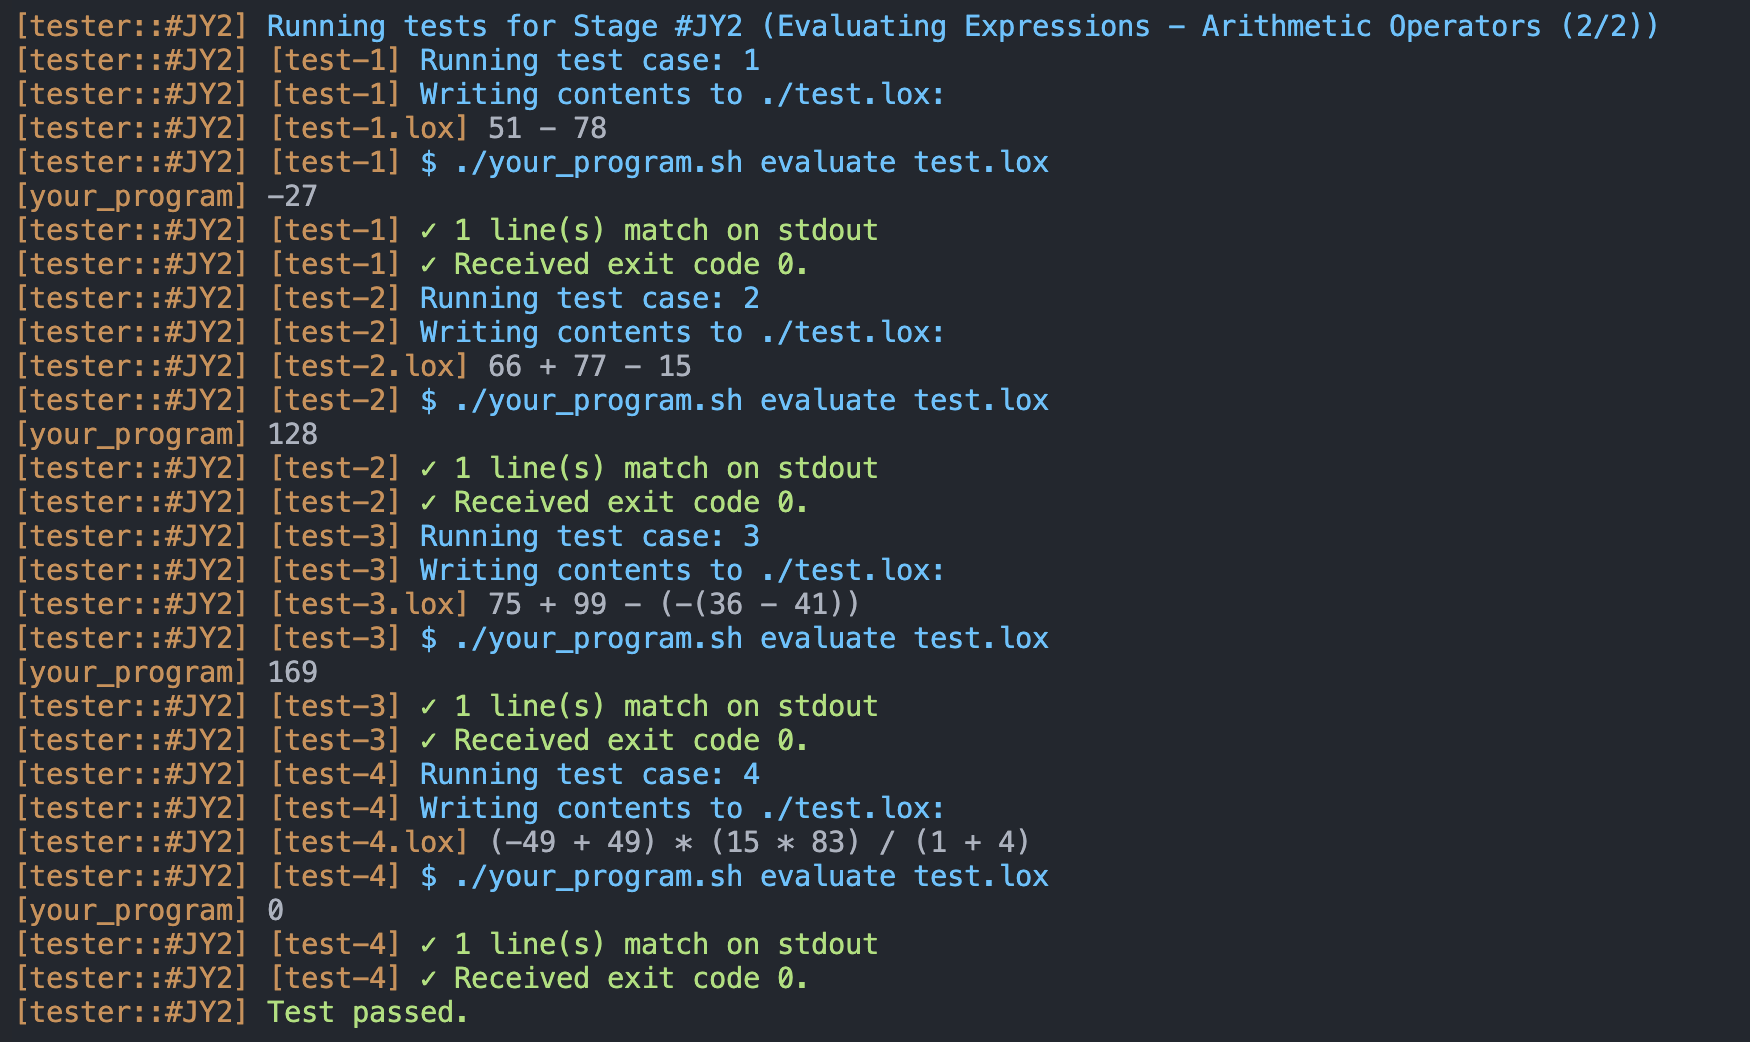 [tester::#JY2] Running tests for Stage #JY2 (Evaluating Expressions - Arithmetic Operators (2/2))
[tester::#JY2] [test-1] Running test case: 1
[tester::#JY2] [test-1] Writing contents to ./test.lox:
[tester::#JY2] [test-1.lox] 51 - 78
[tester::#JY2] [test-1] $ ./your_program.sh evaluate test.lox
[your_program] -27
[tester::#JY2] [test-1] ✓ 1 line(s) match on stdout
[tester::#JY2] [test-1] ✓ Received exit code 0.
[tester::#JY2] [test-2] Running test case: 2
[tester::#JY2] [test-2] Writing contents to ./test.lox:
[tester::#JY2] [test-2.lox] 66 + 77 - 15
[tester::#JY2] [test-2] $ ./your_program.sh evaluate test.lox
[your_program] 128
[tester::#JY2] [test-2] ✓ 1 line(s) match on stdout
[tester::#JY2] [test-2] ✓ Received exit code 0.
[tester::#JY2] [test-3] Running test case: 3
[tester::#JY2] [test-3] Writing contents to ./test.lox:
[tester::#JY2] [test-3.lox] 75 + 99 - (-(36 - 41))
[tester::#JY2] [test-3] $ ./your_program.sh evaluate test.lox
[your_program] 169
[tester::#JY2] [test-3] ✓ 1 line(s) match on stdout
[tester::#JY2] [test-3] ✓ Received exit code 0.
[tester::#JY2] [test-4] Running test case: 4
[tester::#JY2] [test-4] Writing contents to ./test.lox:
[tester::#JY2] [test-4.lox] (-49 + 49) * (15 * 83) / (1 + 4)
[tester::#JY2] [test-4] $ ./your_program.sh evaluate test.lox
[your_program] 0
[tester::#JY2] [test-4] ✓ 1 line(s) match on stdout
[tester::#JY2] [test-4] ✓ Received exit code 0.
[tester::#JY2] Test passed.